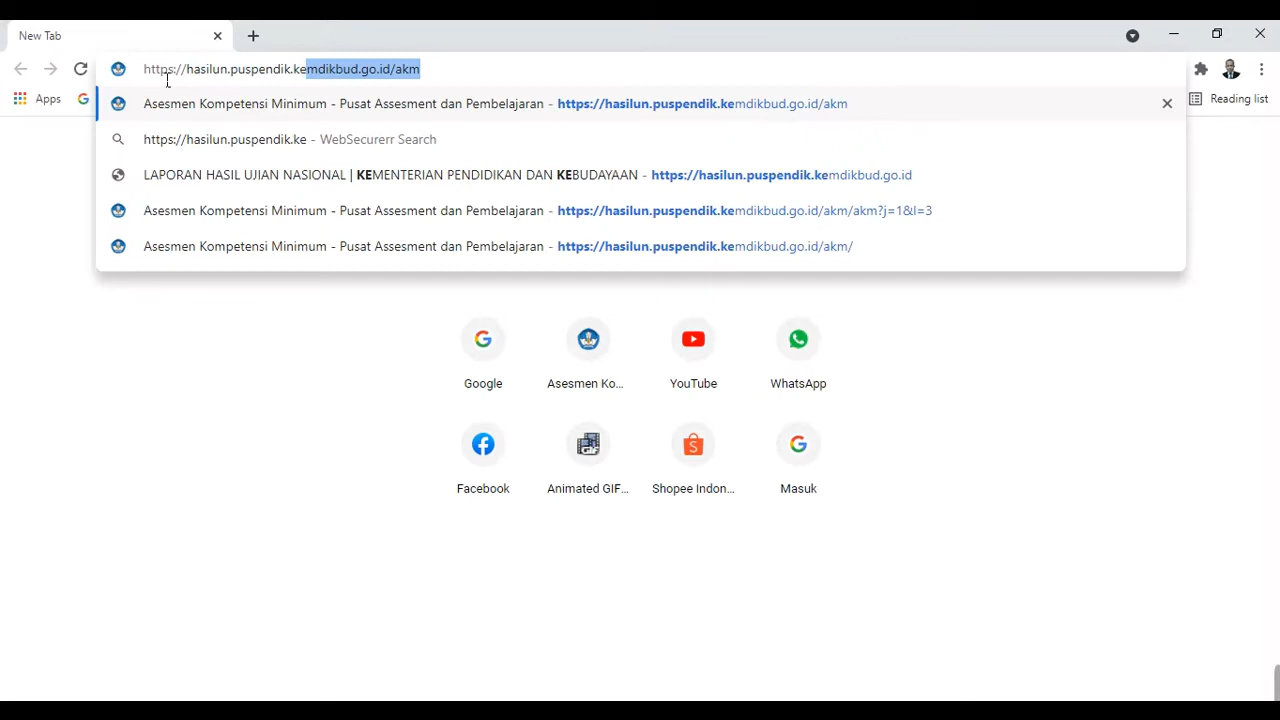 New Tab
https://hasilun.puspendik.kemdikbud.go.id/akm
Apps
Reading list
Asesmen Kompetensi Minimum - Pusat Assesment dan Pembelajaran - https://hasilun.puspendik.kemdikbud.go.id/akm
https://hasilun.puspendik.ke - WebSecurerr Search
LAPORAN HASIL UJIAN NASIONAL | KEMENTERIAN PENDIDIKAN DAN KEBUDAYAAN - https://hasilun.puspendik.kemdikbud.go.id
Asesmen Kompetensi Minimum - Pusat Assesment dan Pembelajaran - https://hasilun.puspendik.kemdikbud.go.id/akm/akm?j=1&l=3
Asesmen Kompetensi Minimum - Pusat Assesment dan Pembelajaran - https://hasilun.puspendik.kemdikbud.go.id/akm/
Google
Asesmen Ko...
YouTube
WhatsApp
Facebook
Animated GIF...
Shopee Indon...
Masuk